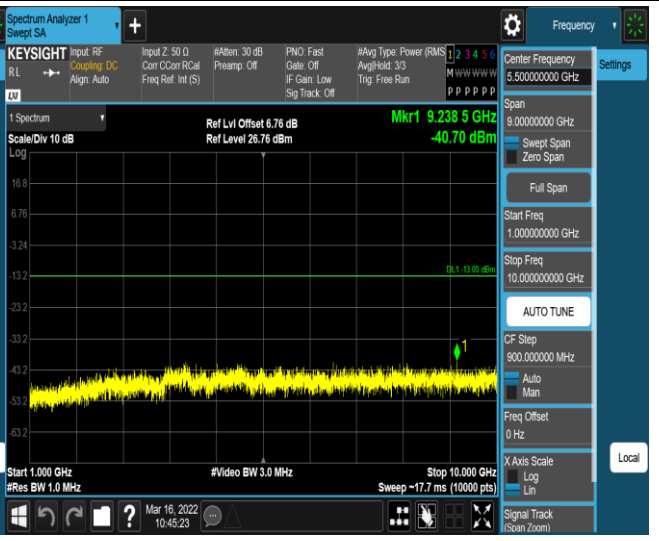 Spectrum Analyzer 1
Swept SA
+
Frequency
KEYSIGHT
RL
LXI
Input: RF
Coupling: DC
Align: Auto
Input Z: 50 Ω
Corr CCorr RCal
Freq Ref: Int (S)
#Atten: 30 dB
Preamp: Off
PNO: Fast
Gate: Off
IF Gain: Low
Sig Track: Off
#Avg Type: Power (RMS
Avg|Hold: 3/3
Trig: Free Run
1 2 3 4 5 6
M W W W W W
P P P P P P
1 Spectrum
Scale/Div 10 dB
Log
Ref Lvl Offset 6.76 dB
Ref Level 26.76 dBm
Mkr1 9.238 5 GHz
-40.70 dBm
16.8
6.76
-3.24
-13.2
-23.2
-33.2
-43.2
-53.2
-63.2
DL1 -13.00 dBm
1
Start 1.000 GHz
#Res BW 1.0 MHz
#Video BW 3.0 MHz
Stop 10.000 GHz
Sweep ~17.7 ms (10000 pts)
?
Mar 16, 2022
10:45:23
Center Frequency
5.500000000 GHz
Span
9.00000000 GHz
Swept Span
Zero Span
Full Span
Start Freq
1.000000000 GHz
Stop Freq
10.000000000 GHz
AUTO TUNE
CF Step
900.000000 MHz
Auto
Man
Freq Offset
0 Hz
X Axis Scale
Log
Lin
Signal Track
(Span Zoom)
Settings
Local